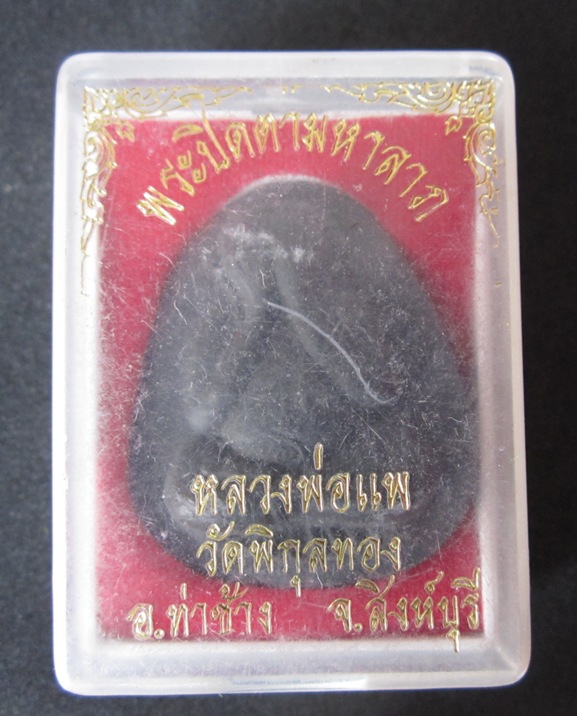 พระปิดตามหาลาภ
หลวงพ่อแพ
วัดพิกุลทอง
อ.ท่าช้าง จ.สิงห์บุรี